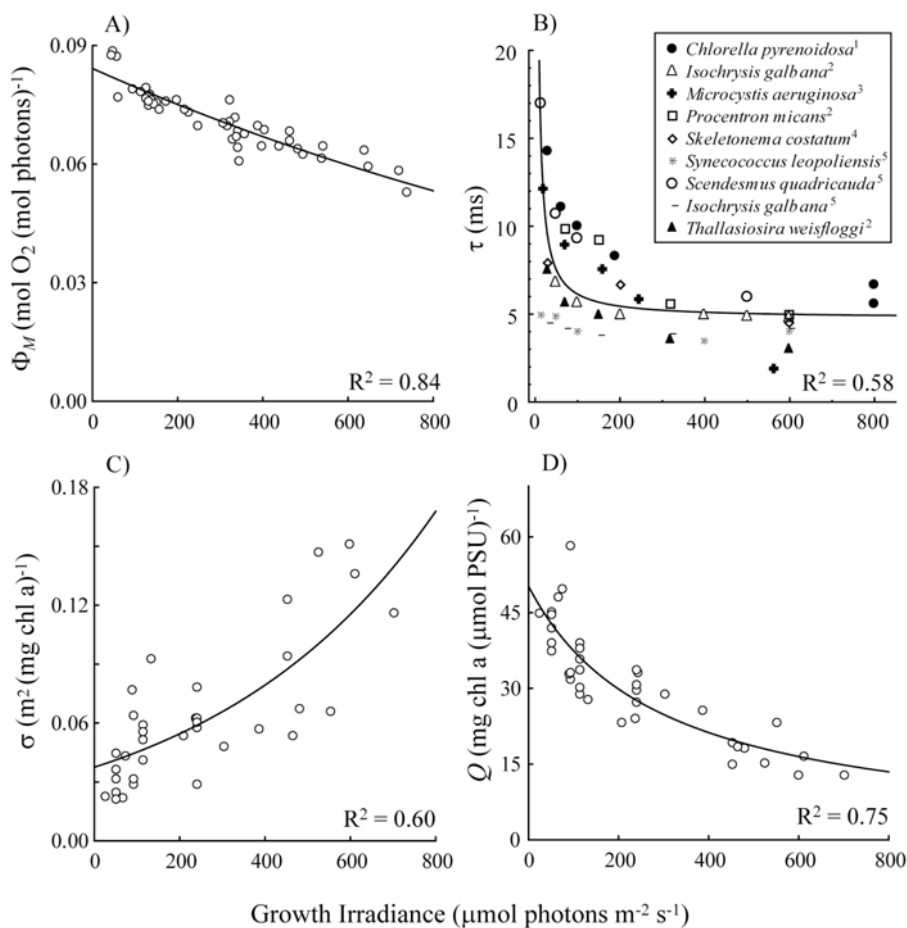 A)
Φ_M (mol O₂ (mol photons)⁻¹
0.09
0.06
0.03
0.00
0 200 400 600 800
R² = 0.84
B)
τ (ms)
20
15
10
5
0
0 200 400 600 800
Chlorella pyrenoidosa¹
Isochrysis galbana²
Microcystis aeruginosa³
Procentron micans²
Skeletonema costatum⁴
Synecococcus leopoliensis⁵
Scendesmus quadricauda⁵
Isochrysis galbana⁵
Thallasiosira weisfloggi²
R² = 0.58
C)
σ (m² (mg chl a)⁻¹)
0.18
0.12
0.06
0.00
0 200 400 600 800
R² = 0.60
D)
Q (mg chl a (μmol PSU)⁻¹
60
45
30
15
0
0 200 400 600 800
R² = 0.75
Growth Irradiance (μmol photons m⁻² s⁻¹)